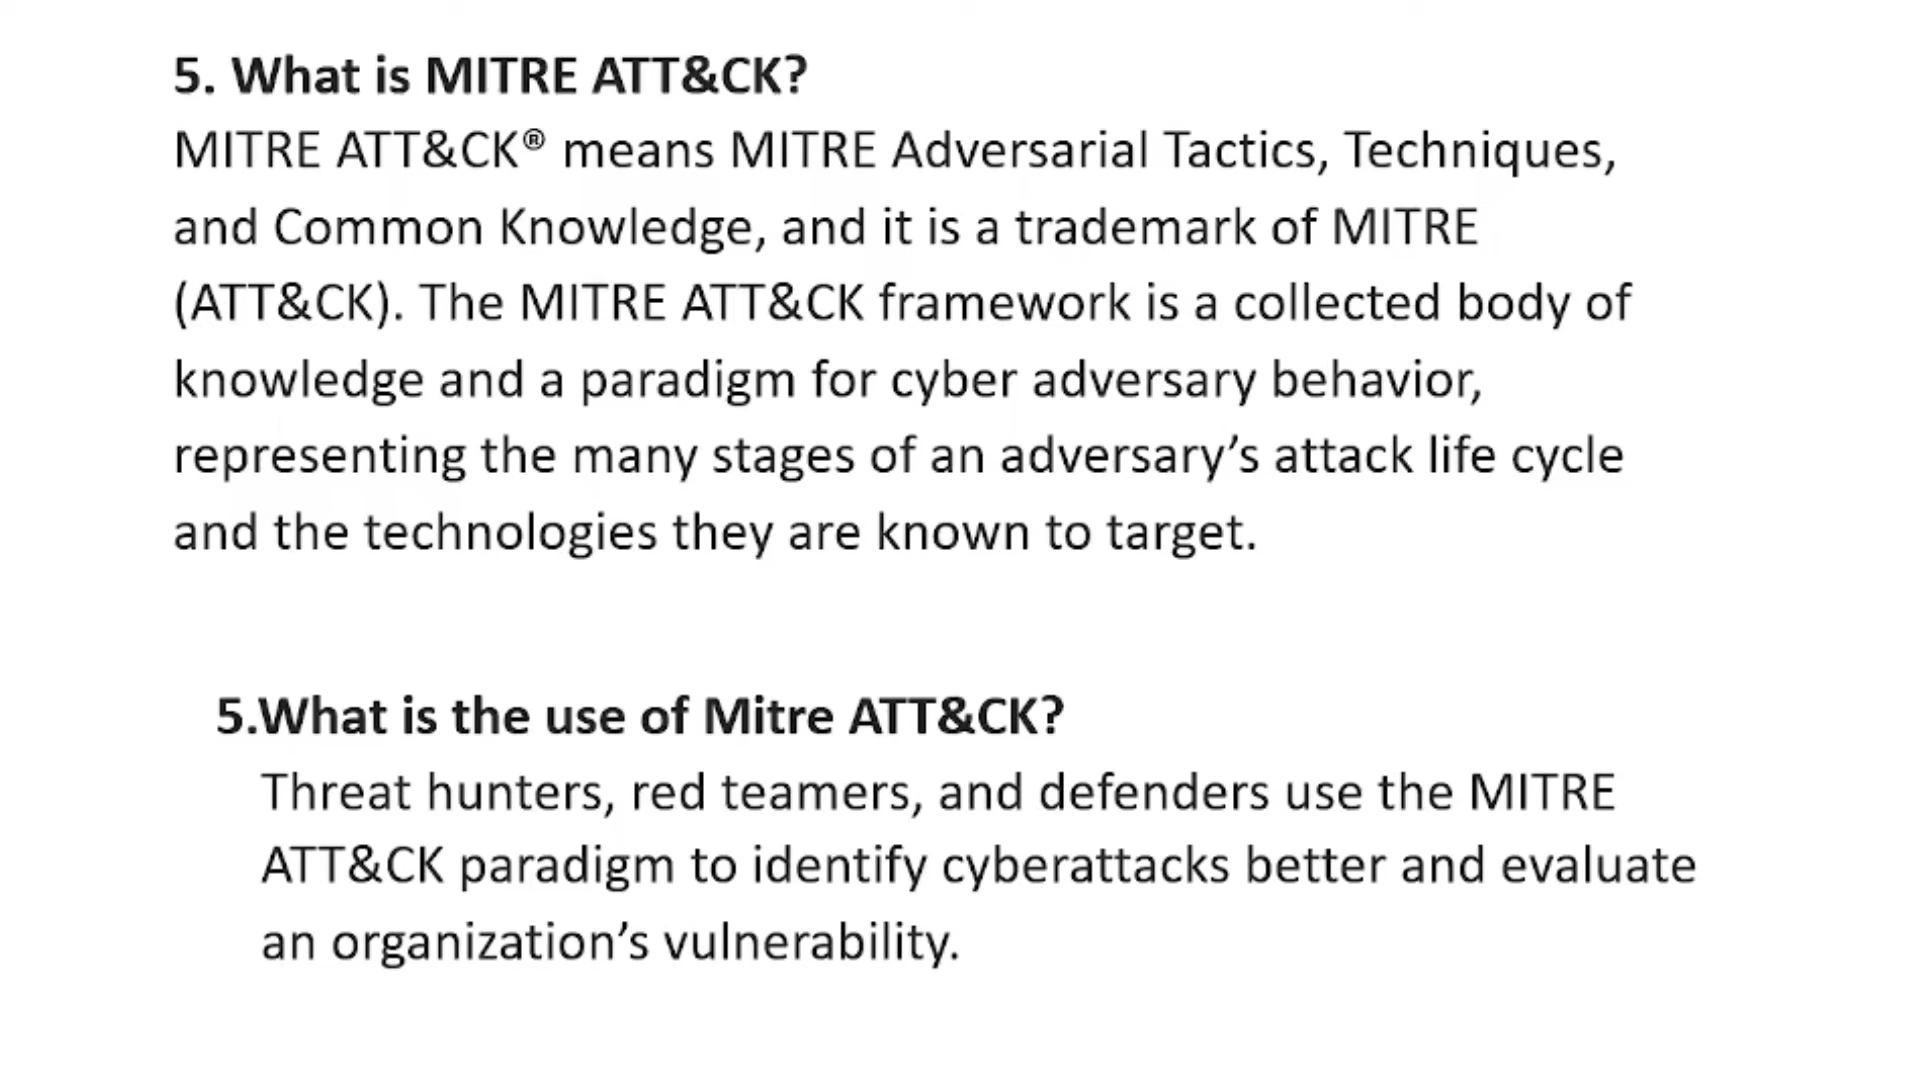 5. What is MITRE ATT&CK?
MITRE ATT&CK® means MITRE Adversarial Tactics, Techniques,
and Common Knowledge, and it is a trademark of MITRE
(ATT&CK). The MITRE ATT&CK framework is a collected body of
knowledge and a paradigm for cyber adversary behavior,
representing the many stages of an adversary’s attack life cycle
and the technologies they are known to target.
5.What is the use of Mitre ATT&CK?
Threat hunters, red teamers, and defenders use the MITRE
ATT&CK paradigm to identify cyberattacks better and evaluate
an organization’s vulnerability.